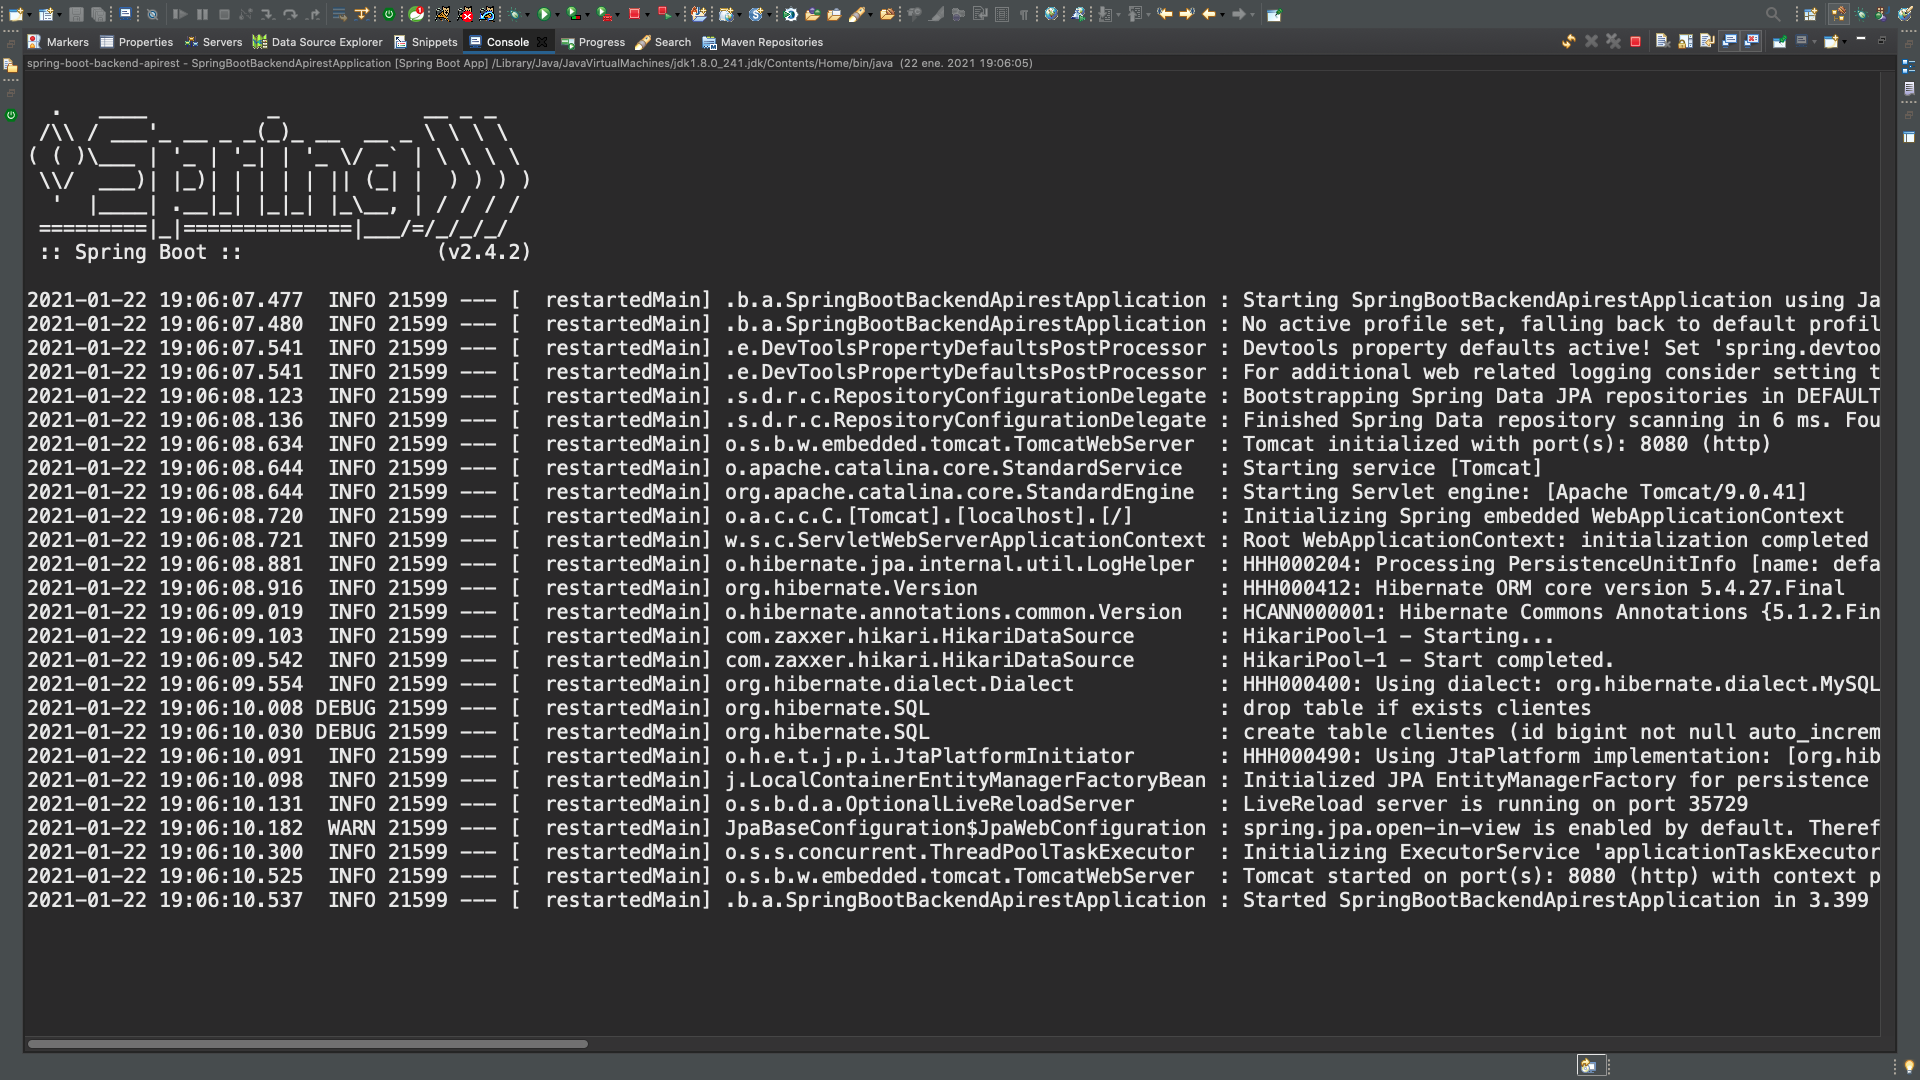 Markers Properties Servers Data Source Explorer Snippets Console Progress Search Maven Repositories
spring-boot-backend-apirest - SpringBootBackendApirestApplication [Spring Boot App] /Library/Java/JavaVirtualMachines/jdk1.8.0_241.jdk/Contents/Home/bin/java (22 ene. 2021 19:06:05)
  .   ____          _            __ _ _
 /\\ / ___'_ __ _ _(_)_ __  __ _ \ \ \ \
( ( )\___ | '_ | '_| | '_ \/ _` | \ \ \ \
 \\/  ___)| |_)| | | | | || (_| |  ) ) ) )
  '  |____| .__|_| |_|_| |_\__, | / / / /
 =========|_|==============|___/=/_/_/_/
 :: Spring Boot ::                (v2.4.2)
2021-01-22 19:06:07.477  INFO 21599 --- [  restartedMain] .b.a.SpringBootBackendApirestApplication : Starting SpringBootBackendApirestApplication using Ja
2021-01-22 19:06:07.480  INFO 21599 --- [  restartedMain] .b.a.SpringBootBackendApirestApplication : No active profile set, falling back to default profil
2021-01-22 19:06:07.541  INFO 21599 --- [  restartedMain] .e.DevToolsPropertyDefaultsPostProcessor : Devtools property defaults active! Set 'spring.devtoo
2021-01-22 19:06:07.541  INFO 21599 --- [  restartedMain] .e.DevToolsPropertyDefaultsPostProcessor : For additional web related logging consider setting t
2021-01-22 19:06:08.123  INFO 21599 --- [  restartedMain] .s.d.r.c.RepositoryConfigurationDelegate : Bootstrapping Spring Data JPA repositories in DEFAULT
2021-01-22 19:06:08.136  INFO 21599 --- [  restartedMain] .s.d.r.c.RepositoryConfigurationDelegate : Finished Spring Data repository scanning in 6 ms. Fou
2021-01-22 19:06:08.634  INFO 21599 --- [  restartedMain] o.s.b.w.embedded.tomcat.TomcatWebServer  : Tomcat initialized with port(s): 8080 (http)
2021-01-22 19:06:08.644  INFO 21599 --- [  restartedMain] o.apache.catalina.core.StandardService   : Starting service [Tomcat]
2021-01-22 19:06:08.644  INFO 21599 --- [  restartedMain] org.apache.catalina.core.StandardEngine  : Starting Servlet engine: [Apache Tomcat/9.0.41]
2021-01-22 19:06:08.720  INFO 21599 --- [  restartedMain] o.a.c.c.C.[Tomcat].[localhost].[/]       : Initializing Spring embedded WebApplicationContext
2021-01-22 19:06:08.721  INFO 21599 --- [  restartedMain] w.s.c.ServletWebServerApplicationContext : Root WebApplicationContext: initialization completed
2021-01-22 19:06:08.881  INFO 21599 --- [  restartedMain] o.hibernate.jpa.internal.util.LogHelper  : HHH000204: Processing PersistenceUnitInfo [name: defa
2021-01-22 19:06:08.916  INFO 21599 --- [  restartedMain] org.hibernate.Version                    : HHH000412: Hibernate ORM core version 5.4.27.Final
2021-01-22 19:06:09.019  INFO 21599 --- [  restartedMain] o.hibernate.annotations.common.Version   : HCANN000001: Hibernate Commons Annotations {5.1.2.Fin
2021-01-22 19:06:09.103  INFO 21599 --- [  restartedMain] com.zaxxer.hikari.HikariDataSource       : HikariPool-1 - Starting...
2021-01-22 19:06:09.542  INFO 21599 --- [  restartedMain] com.zaxxer.hikari.HikariDataSource       : HikariPool-1 - Start completed.
2021-01-22 19:06:09.554  INFO 21599 --- [  restartedMain] org.hibernate.dialect.Dialect            : HHH000400: Using dialect: org.hibernate.dialect.MySQL
2021-01-22 19:06:10.008 DEBUG 21599 --- [  restartedMain] org.hibernate.SQL                        : drop table if exists clientes
2021-01-22 19:06:10.030 DEBUG 21599 --- [  restartedMain] org.hibernate.SQL                        : create table clientes (id bigint not null auto_increm
2021-01-22 19:06:10.091  INFO 21599 --- [  restartedMain] o.h.e.t.j.p.i.JtaPlatformInitiator       : HHH000490: Using JtaPlatform implementation: [org.hib
2021-01-22 19:06:10.098  INFO 21599 --- [  restartedMain] j.LocalContainerEntityManagerFactoryBean : Initialized JPA EntityManagerFactory for persistence
2021-01-22 19:06:10.131  INFO 21599 --- [  restartedMain] o.s.b.d.a.OptionalLiveReloadServer       : LiveReload server is running on port 35729
2021-01-22 19:06:10.182  WARN 21599 --- [  restartedMain] JpaBaseConfiguration$JpaWebConfiguration : spring.jpa.open-in-view is enabled by default. Theref
2021-01-22 19:06:10.300  INFO 21599 --- [  restartedMain] o.s.s.concurrent.ThreadPoolTaskExecutor  : Initializing ExecutorService 'applicationTaskExecutor
2021-01-22 19:06:10.525  INFO 21599 --- [  restartedMain] o.s.b.w.embedded.tomcat.TomcatWebServer  : Tomcat started on port(s): 8080 (http) with context p
2021-01-22 19:06:10.537  INFO 21599 --- [  restartedMain] .b.a.SpringBootBackendApirestApplication : Started SpringBootBackendApirestApplication in 3.399